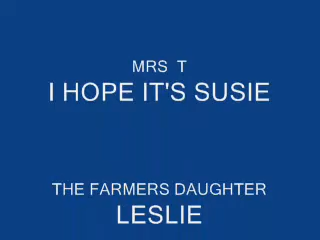 MRS T
I HOPE IT'S SUSIE
THE FARMERS DAUGHTER
LESLIE